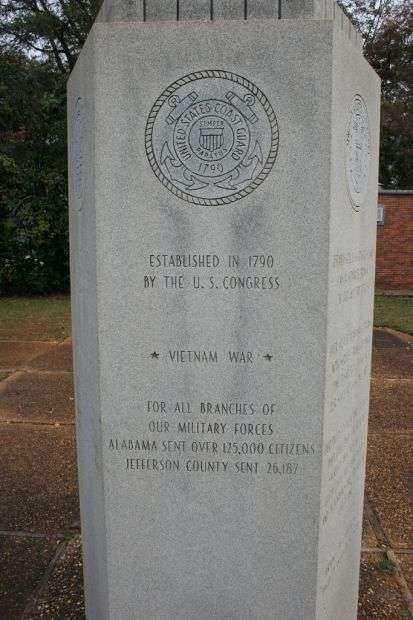 UNITED STATES COAST GUARD
SEMPER
PARATUS
1790
ESTABLISHED IN 1790
BY THE U.S. CONGRESS
★ VIETNAM WAR ★
FOR ALL BRANCHES OF
OUR MILITARY FORCES
ALABAMA SENT OVER 125,000 CITIZENS
JEFFERSON COUNTY SENT 26,187